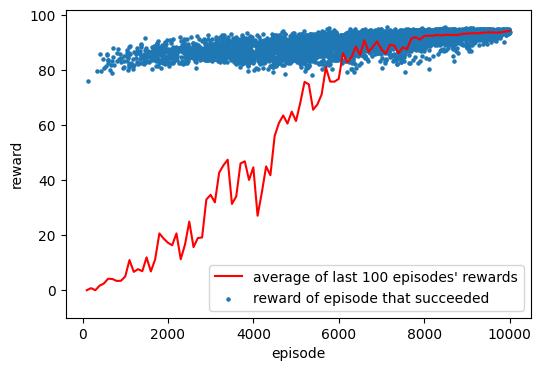 100
80
60
40
20
0
reward
average of last 100 episodes' rewards
reward of episode that succeeded
0 2000 4000 6000 8000 10000
episode